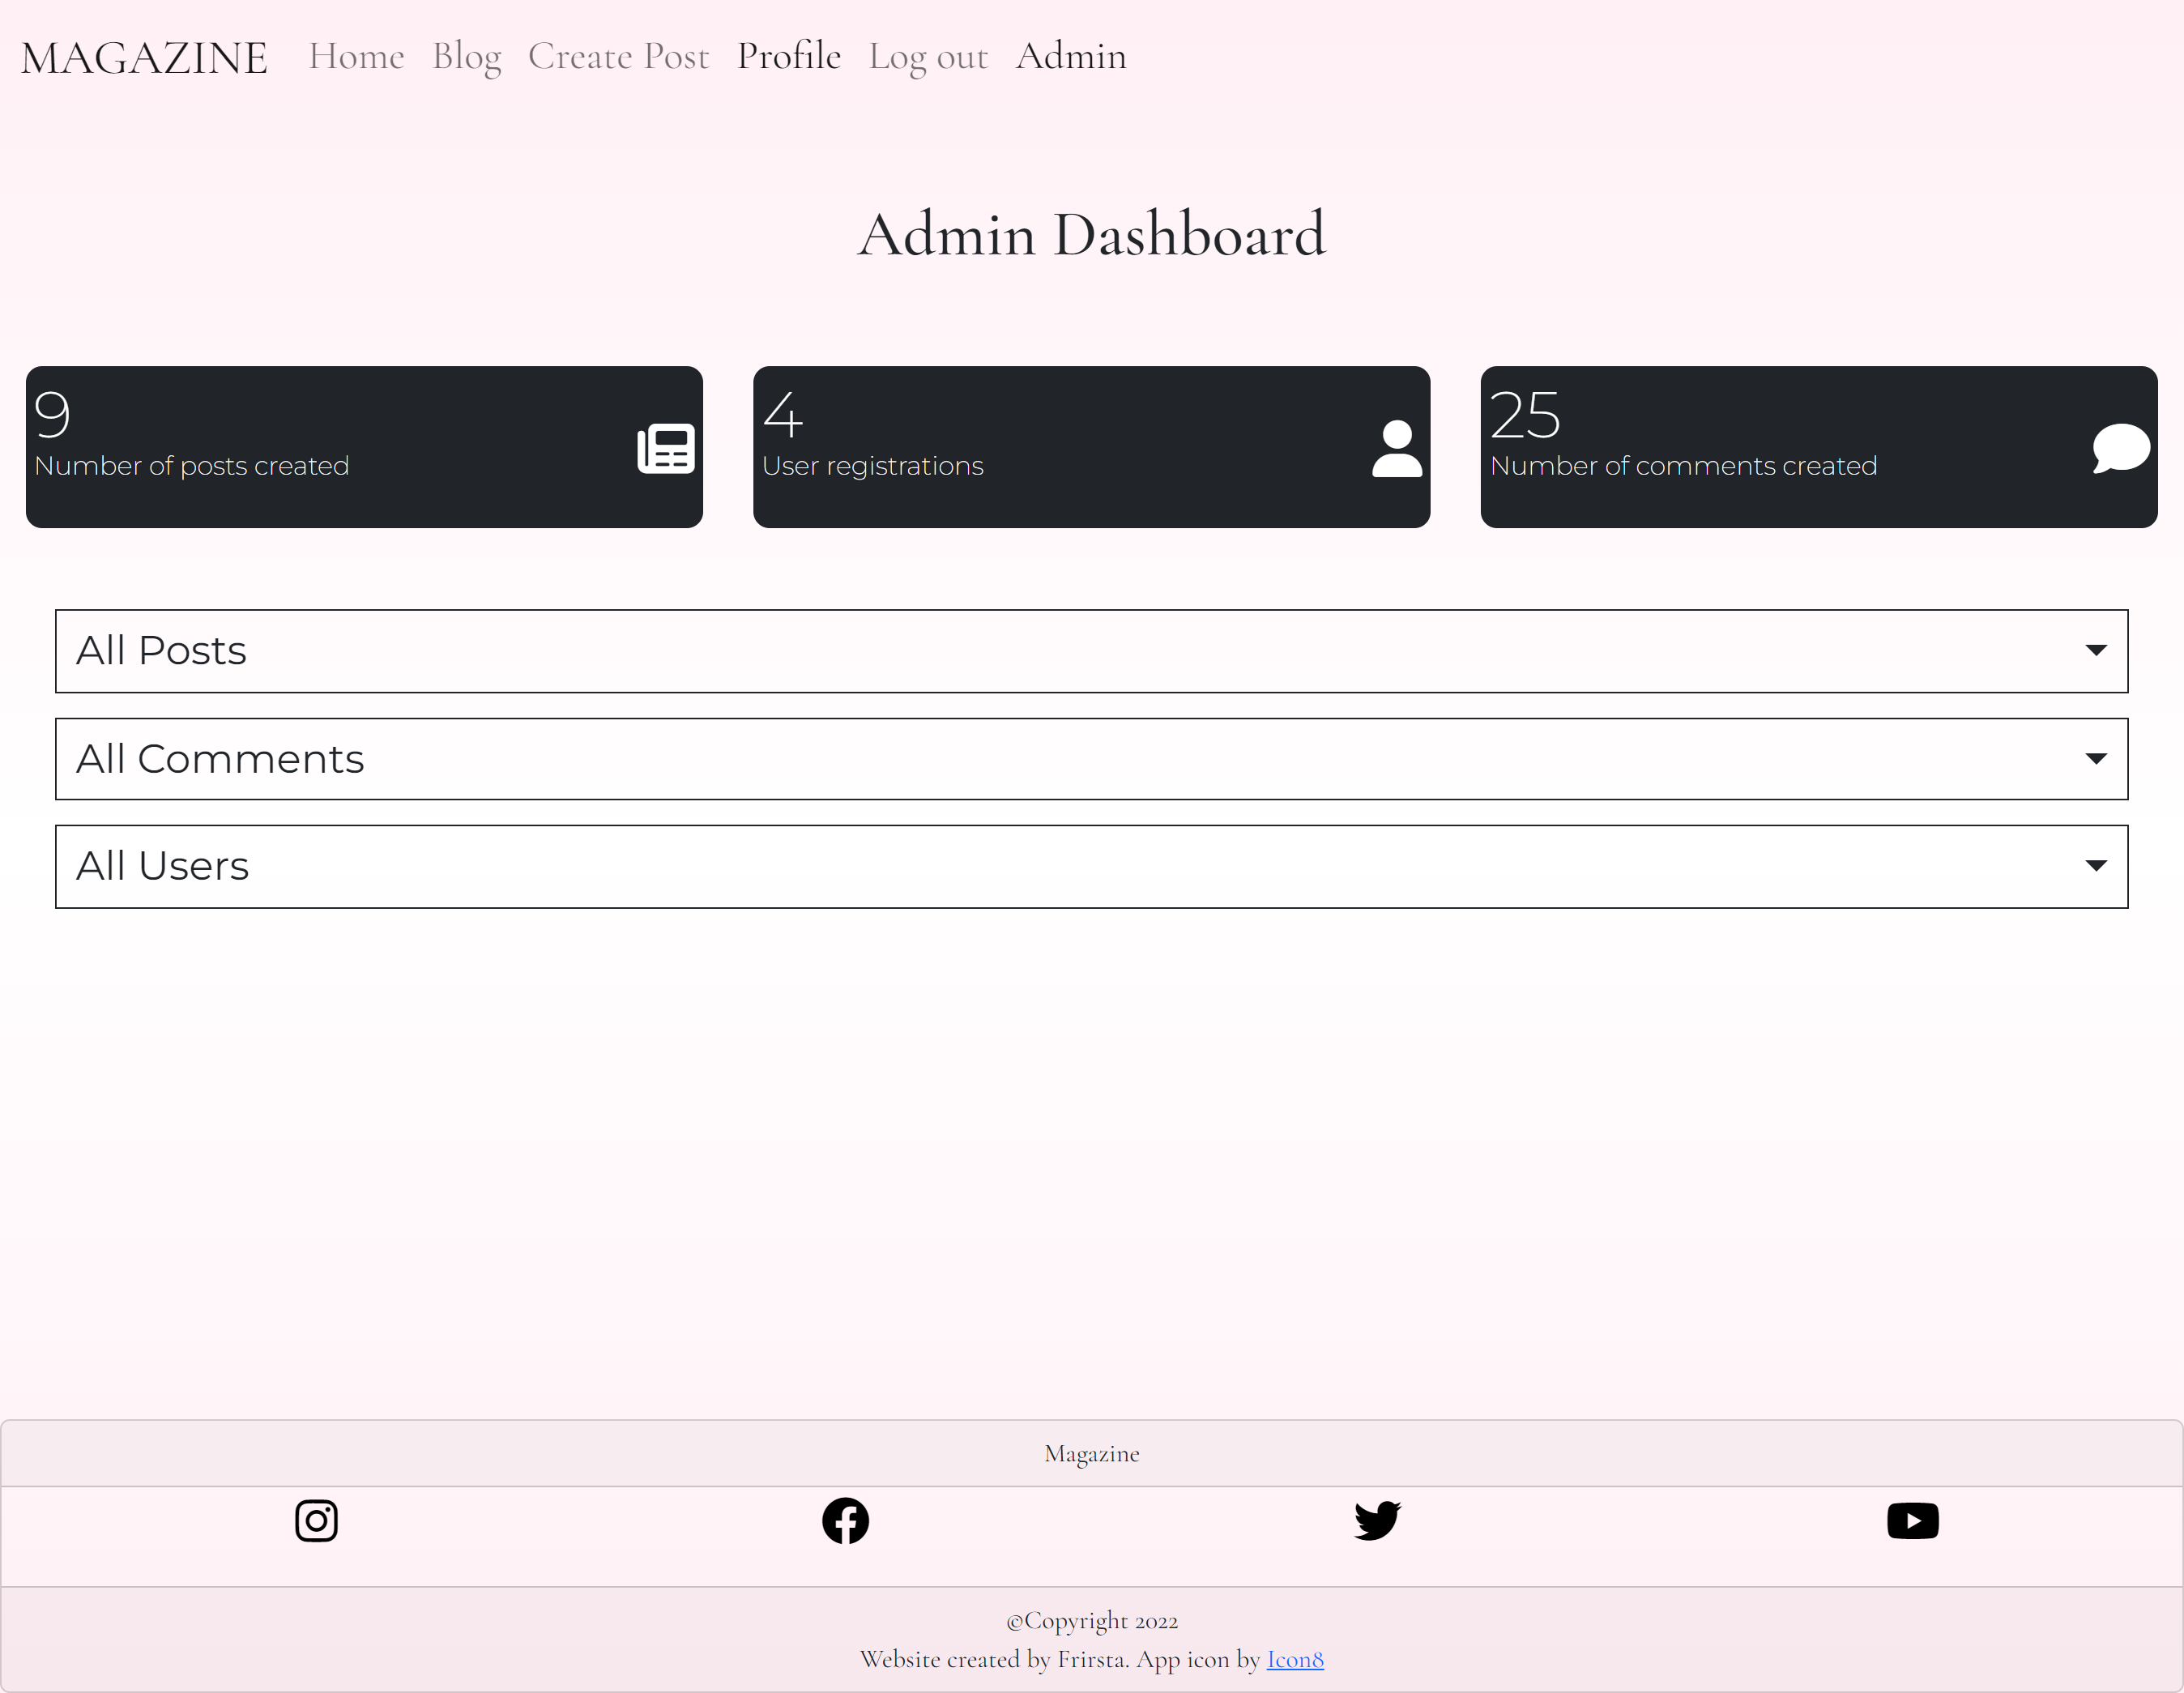 MAGAZINE Home Blog Create Post Profile Log out Admin
Admin Dashboard
9
Number of posts created
4
User registrations
25
Number of comments created
All Posts
All Comments
All Users
Magazine
©Copyright 2022
Website created by Frirsta. App icon by Icon8